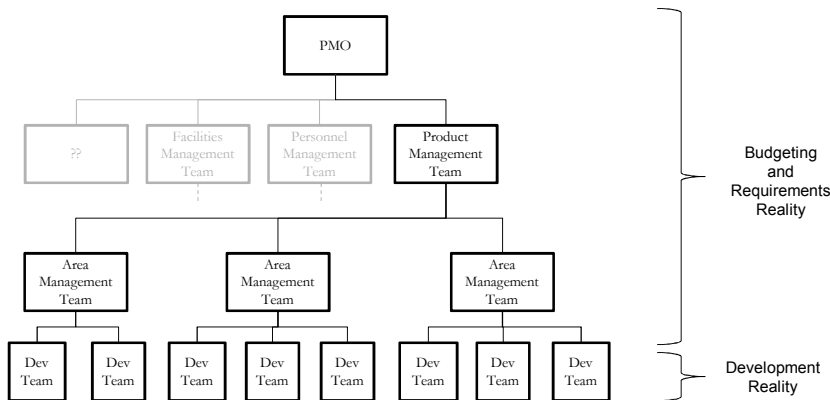 PMO
??
Facilities
Management
Team
Personnel
Management
Team
Product
Management
Team
Budgeting
and
Requirements
Reality
Area
Management
Team
Area
Management
Team
Area
Management
Team
Dev
Team
Dev
Team
Dev
Team
Dev
Team
Dev
Team
Dev
Team
Dev
Team
Dev
Team
Development
Reality